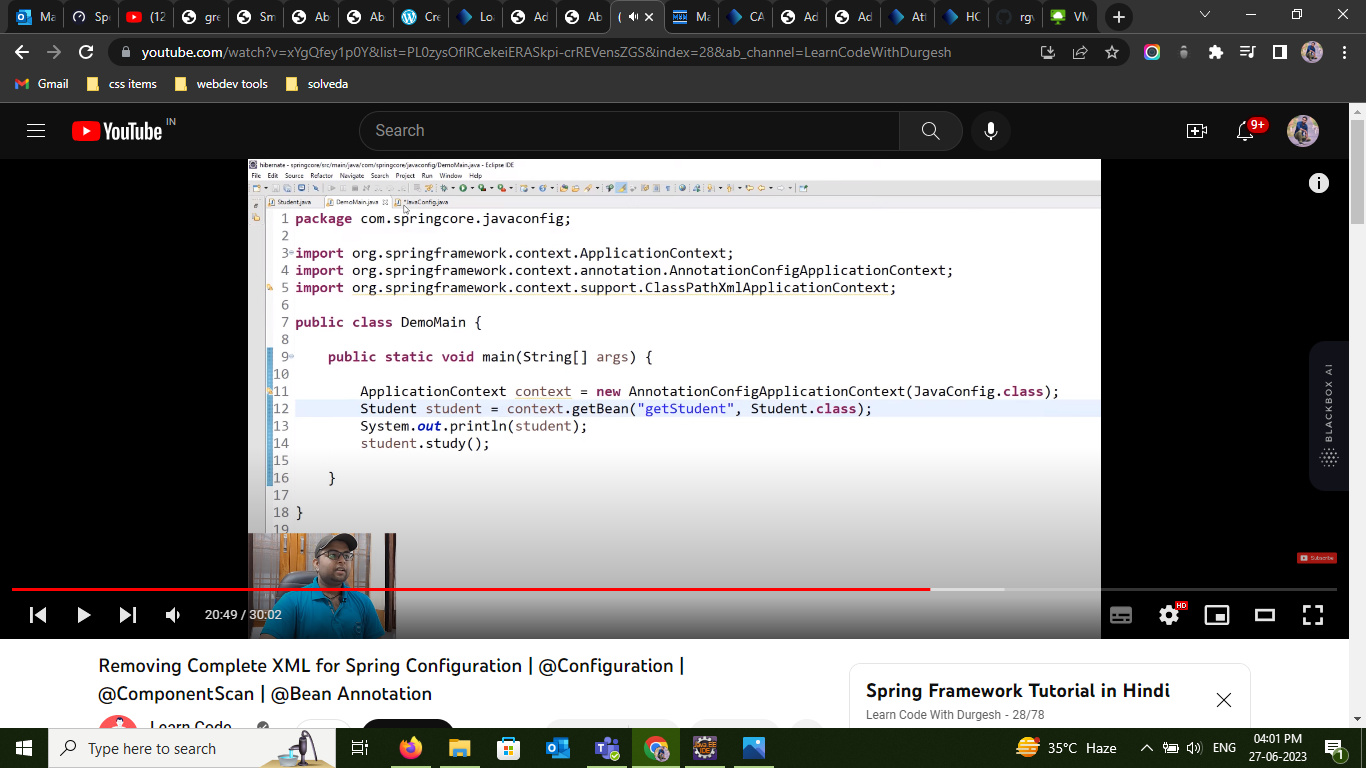 Ma
Spr
(12
gre
Sm
Ab
Ab
Cre
Lo
Ad
Ab
(
Ma
CA
Ad
Ad
Att
HC
rgv
VM
youtube.com/watch?v=xYgQfey1p0Y&list=PL0zysOflRCekeiERASkpi-crREVensZGS&index=28&ab_channel=LearnCodeWithDurgesh
Gmail
css items
webdev tools
solveda
YouTube IN
Search
9+
hibernate - springcore/src/main/java/com/springcore/javaconfig/DemoMain.java - Eclipse IDE
File Edit Source Refactor Navigate Search Project Run Window Help
Student.java
DemoMain.java
*JavaConfig.java
1 package com.springcore.javaconfig;
2
3 import org.springframework.context.ApplicationContext;
4 import org.springframework.context.annotation.AnnotationConfigApplicationContext;
5 import org.springframework.context.support.ClassPathXmlApplicationContext;
6
7 public class DemoMain {
8
9 public static void main(String[] args) {
10
11 ApplicationContext context = new AnnotationConfigApplicationContext(JavaConfig.class);
12 Student student = context.getBean("getStudent", Student.class);
13 System.out.println(student);
14 student.study();
15
16 }
17
18 }
19
BLACKBOX AI
Subscribe
20:49 / 30:02
HD
Removing Complete XML for Spring Configuration | @Configuration |
@ComponentScan | @Bean Annotation
Learn Code
Spring Framework Tutorial in Hindi
Learn Code With Durgesh - 28/78
Type here to search
35°C Haze
ENG
04:01 PM
27-06-2023
1